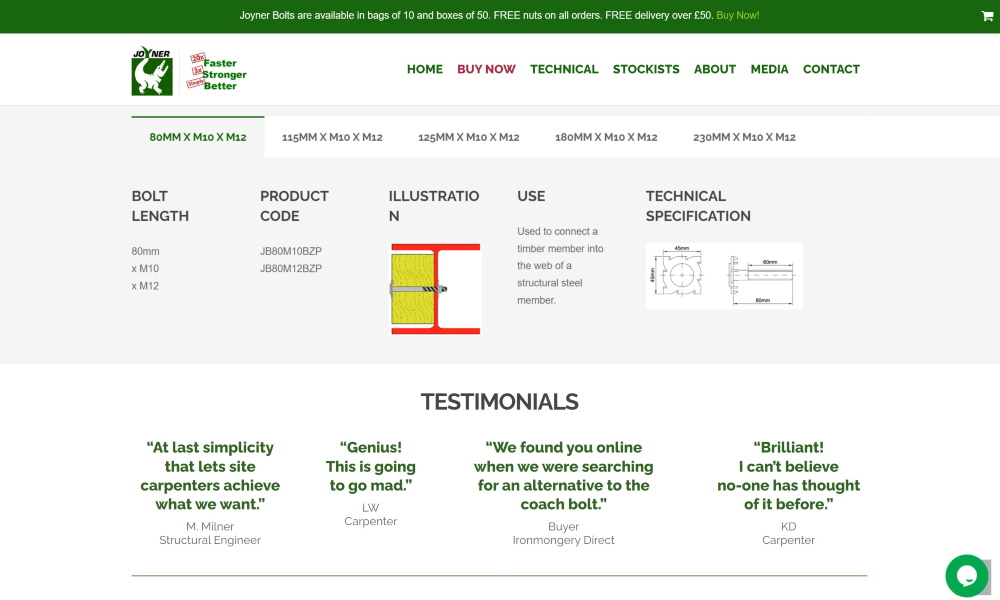 Joyner Bolts are available in bags of 10 and boxes of 50. FREE nuts on all orders. FREE delivery over £50. Buy Now!
JOYNER
20x Faster
3x Stronger
Simply Better
HOME BUY NOW TECHNICAL STOCKISTS ABOUT MEDIA CONTACT
80MM X M10 X M12 115MM X M10 X M12 125MM X M10 X M12 180MM X M10 X M12 230MM X M10 X M12
BOLT
LENGTH
80mm
x M10
x M12
PRODUCT
CODE
JB80M10BZP
JB80M12BZP
ILLUSTRATIO
N
USE
Used to connect a
timber member into
the web of a
structural steel
member.
TECHNICAL
SPECIFICATION
45mm
45mm
60mm
80mm
TESTIMONIALS
“At last simplicity
that lets site
carpenters achieve
what we want.”
M. Milner
Structural Engineer
“Genius!
This is going
to go mad.”
LW
Carpenter
“We found you online
when we were searching
for an alternative to the
coach bolt.”
Buyer
Ironmongery Direct
“Brilliant!
I can’t believe
no-one has thought
of it before.”
KD
Carpenter